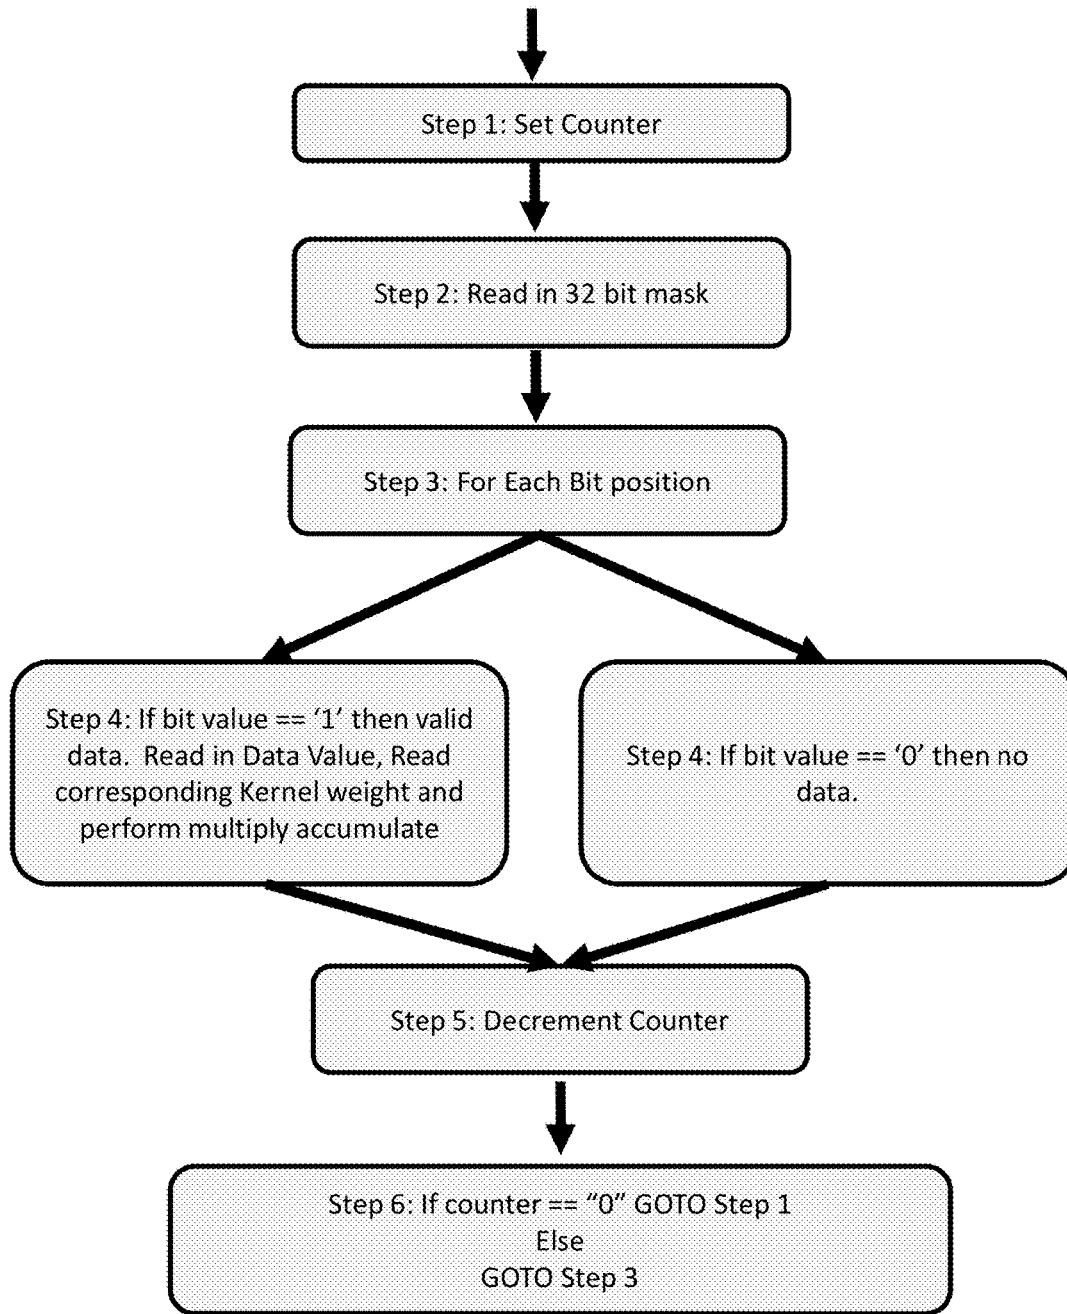 Step 1: Set Counter
Step 2: Read in 32 bit mask
Step 3: For Each Bit position
Step 4: If bit value == ‘1’ then valid
data.  Read in Data Value, Read
corresponding Kernel weight and
perform multiply accumulate
Step 4: If bit value == ‘0’ then no
data.
Step 5: Decrement Counter
Step 6: If counter == “0” GOTO Step 1
Else
GOTO Step 3